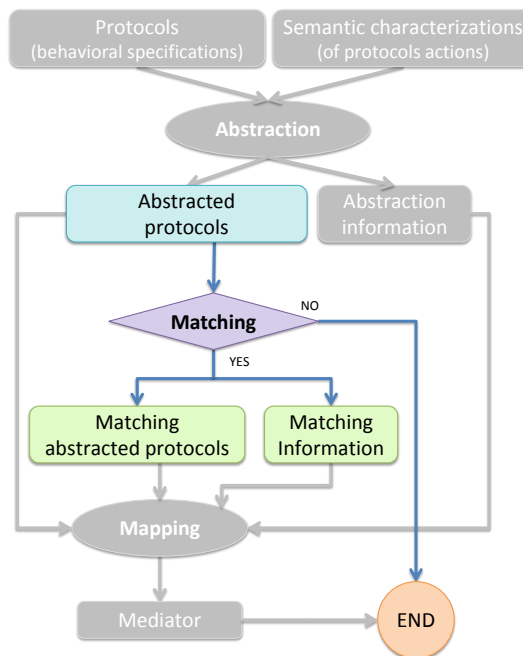 Protocols
(behavioral specifications)
Semantic characterizations
(of protocols actions)
Abstraction
Abstracted
protocols
Abstraction
information
Matching
NO
YES
Matching
abstracted protocols
Matching
Information
Mapping
Mediator
END